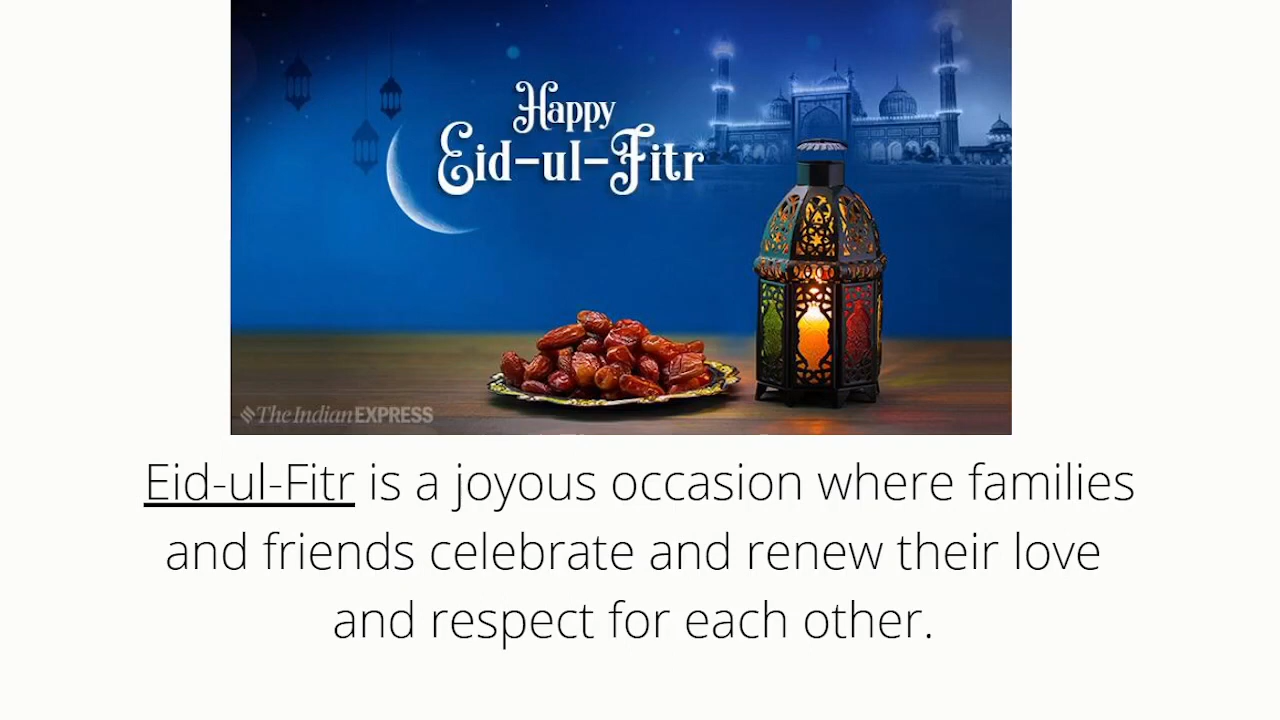 Happy
Eid-ul-Fitr
The Indian EXPRESS
Eid-ul-Fitr is a joyous occasion where families
and friends celebrate and renew their love
and respect for each other.